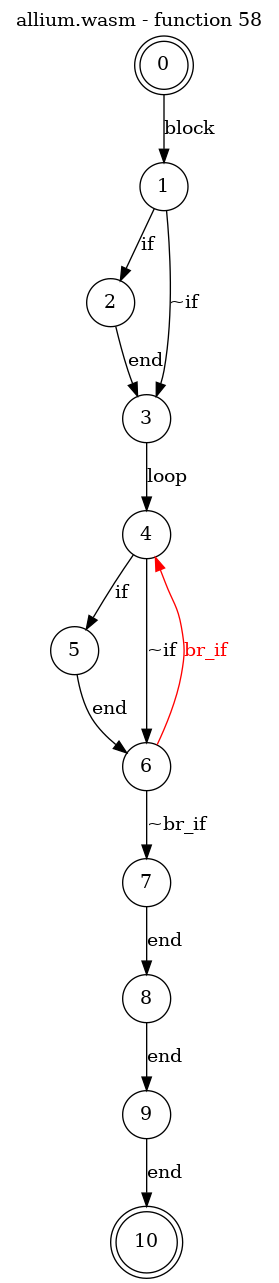 allium.wasm - function 58
0
block
1
if
2
~if
end
3
loop
4
if
5
~if
br_if
end
6
~br_if
7
end
8
end
9
end
10